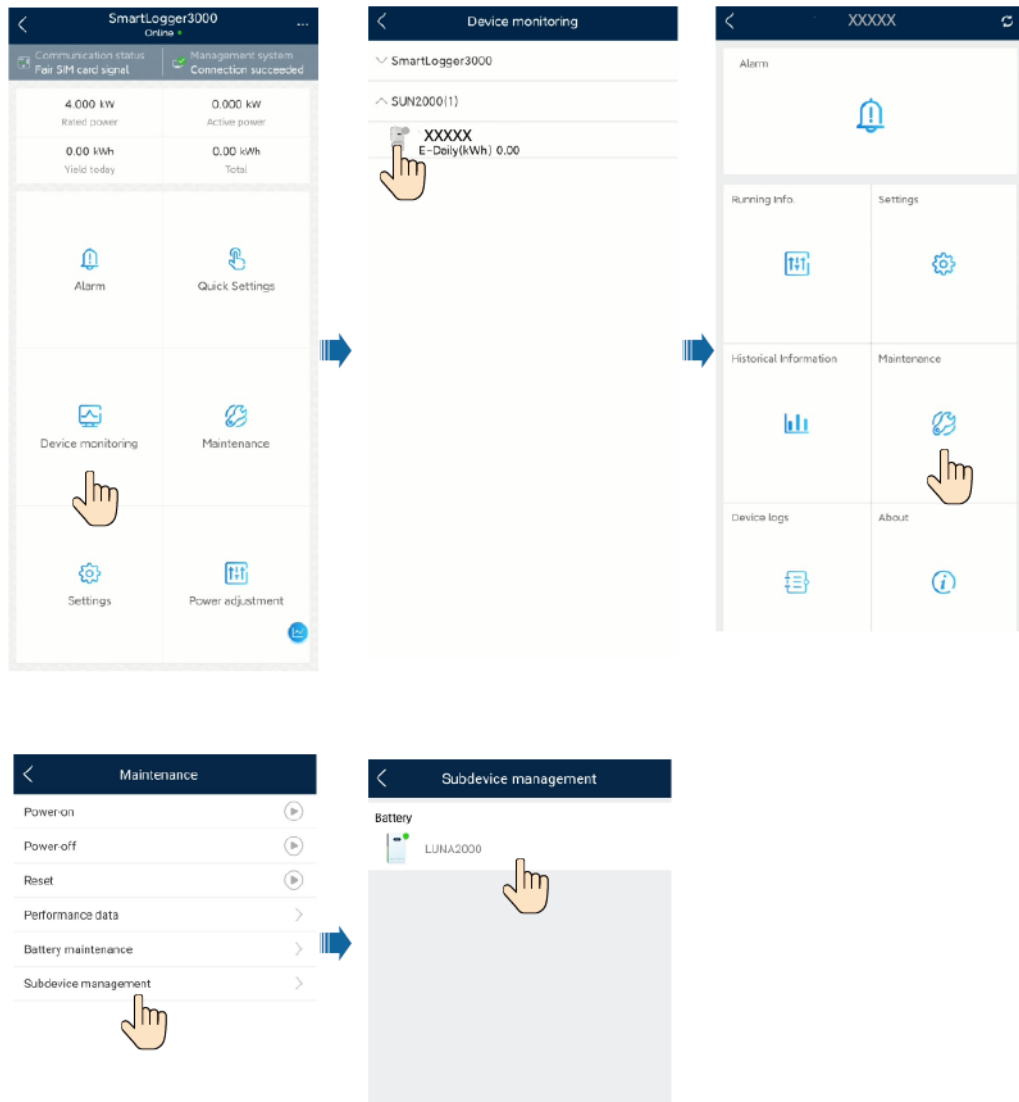 SmartLogger3000
...
Online
Communication status
Fair SIM card signal
Management system
Connection succeeded
4.000 kW
Rated power
0.000 kW
Active power
0.00 kWh
Yield today
0.00 kWh
Total
Alarm
Quick Settings
Device monitoring
Maintenance
Settings
Power adjustment
Device monitoring
SmartLogger3000
SUN2000(1)
XXXXX
E-Daily(kWh) 0.00
XXXXX
Alarm
Running Info.
Settings
Historical Information
Maintenance
Device logs
About
Maintenance
Power-on
Power-off
Reset
Performance data
Battery maintenance
Subdevice management
Subdevice management
Battery
LUNA2000